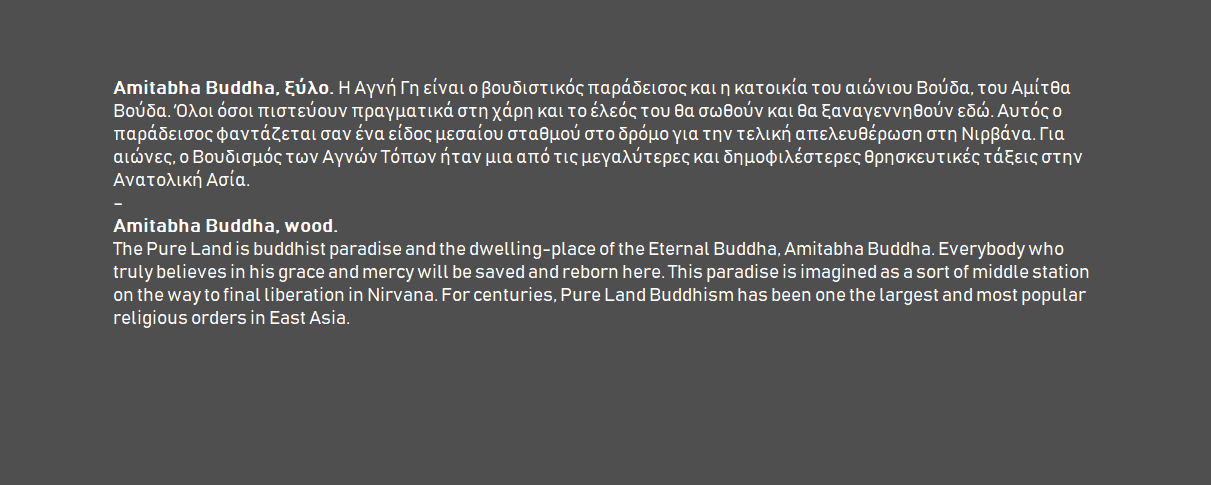 Amitabha Buddha, ξύλο. Η Αγνή Γη είναι ο βουδιστικός παράδεισος και η κατοικία του αιώνιου Βούδα, του Αμίτθα
Βούδα. Όλοι όσοι πιστεύουν πραγματικά στη χάρη και το έλεός του θα σωθούν και θα ξαναγεννηθούν εδώ. Αυτός ο
παράδεισος φαντάζεται σαν ένα είδος μεσαίου σταθμού στο δρόμο για την τελική απελευθέρωση στη Νιρβάνα. Για
αιώνες, ο Βουδισμός των Αγνών Τόπων ήταν μια από τις μεγαλύτερες και δημοφιλέστερες θρησκευτικές τάξεις στην
Ανατολική Ασία.
–
Amitabha Buddha, wood.
The Pure Land is buddhist paradise and the dwelling-place of the Eternal Buddha, Amitabha Buddha. Everybody who
truly believes in his grace and mercy will be saved and reborn here. This paradise is imagined as a sort of middle station
on the way to final liberation in Nirvana. For centuries, Pure Land Buddhism has been one the largest and most popular
religious orders in East Asia.